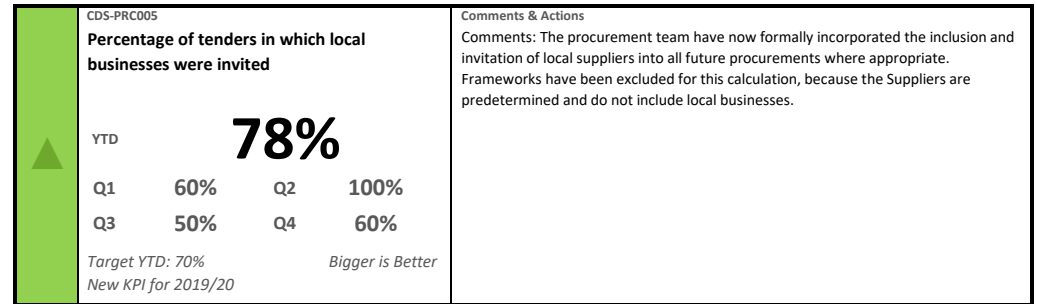 CDS-PRC005
Percentage of tenders in which local
businesses were invited
YTD 78%
Q1 60% Q2 100%
Q3 50% Q4 60%
Target YTD: 70% Bigger is Better
New KPI for 2019/20
Comments & Actions
Comments: The procurement team have now formally incorporated the inclusion and
invitation of local suppliers into all future procurements where appropriate.
Frameworks have been excluded for this calculation, because the Suppliers are
predetermined and do not include local businesses.